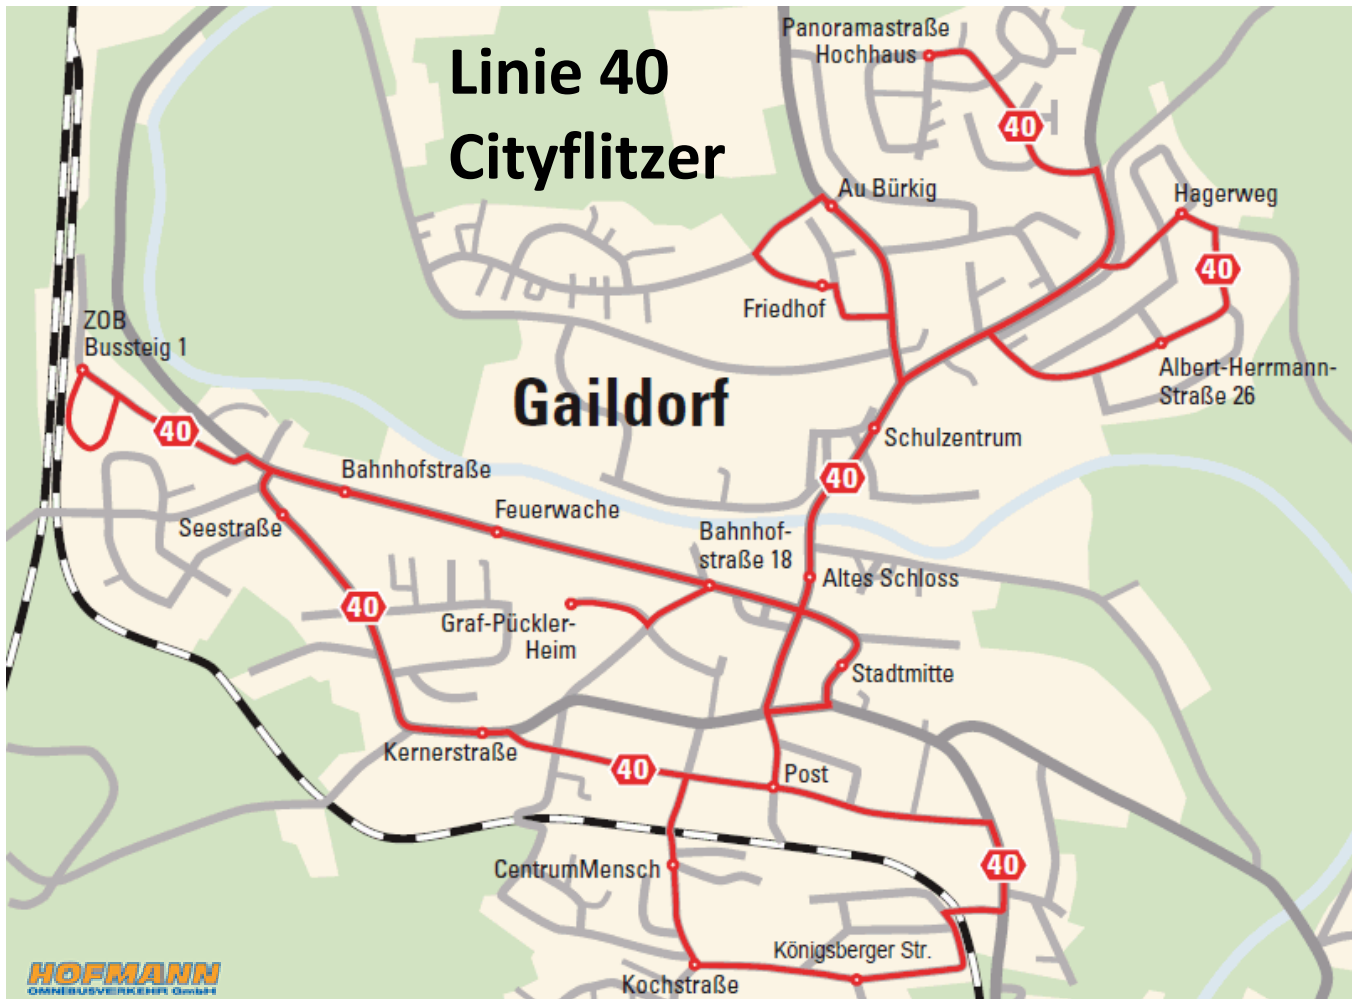 Linie 40
Cityflitzer
Panoramastraße
Hochhaus
40
Au Bürkig
Hagerweg
40
Friedhof
ZOB
Bussteig 1
Albert-Herrmann-
Straße 26
Gaildorf
40
Schulzentrum
Bahnhofstraße
40
Feuerwache
Seestraße
Bahnhof-
straße 18
Altes Schloss
40
Graf-Pückler-
Heim
Stadtmitte
Kernerstraße
40
Post
CentrumMensch
40
Königsberger Str.
Kochstraße
HOFMANN
OMNIBUSVERKEHR GmbH